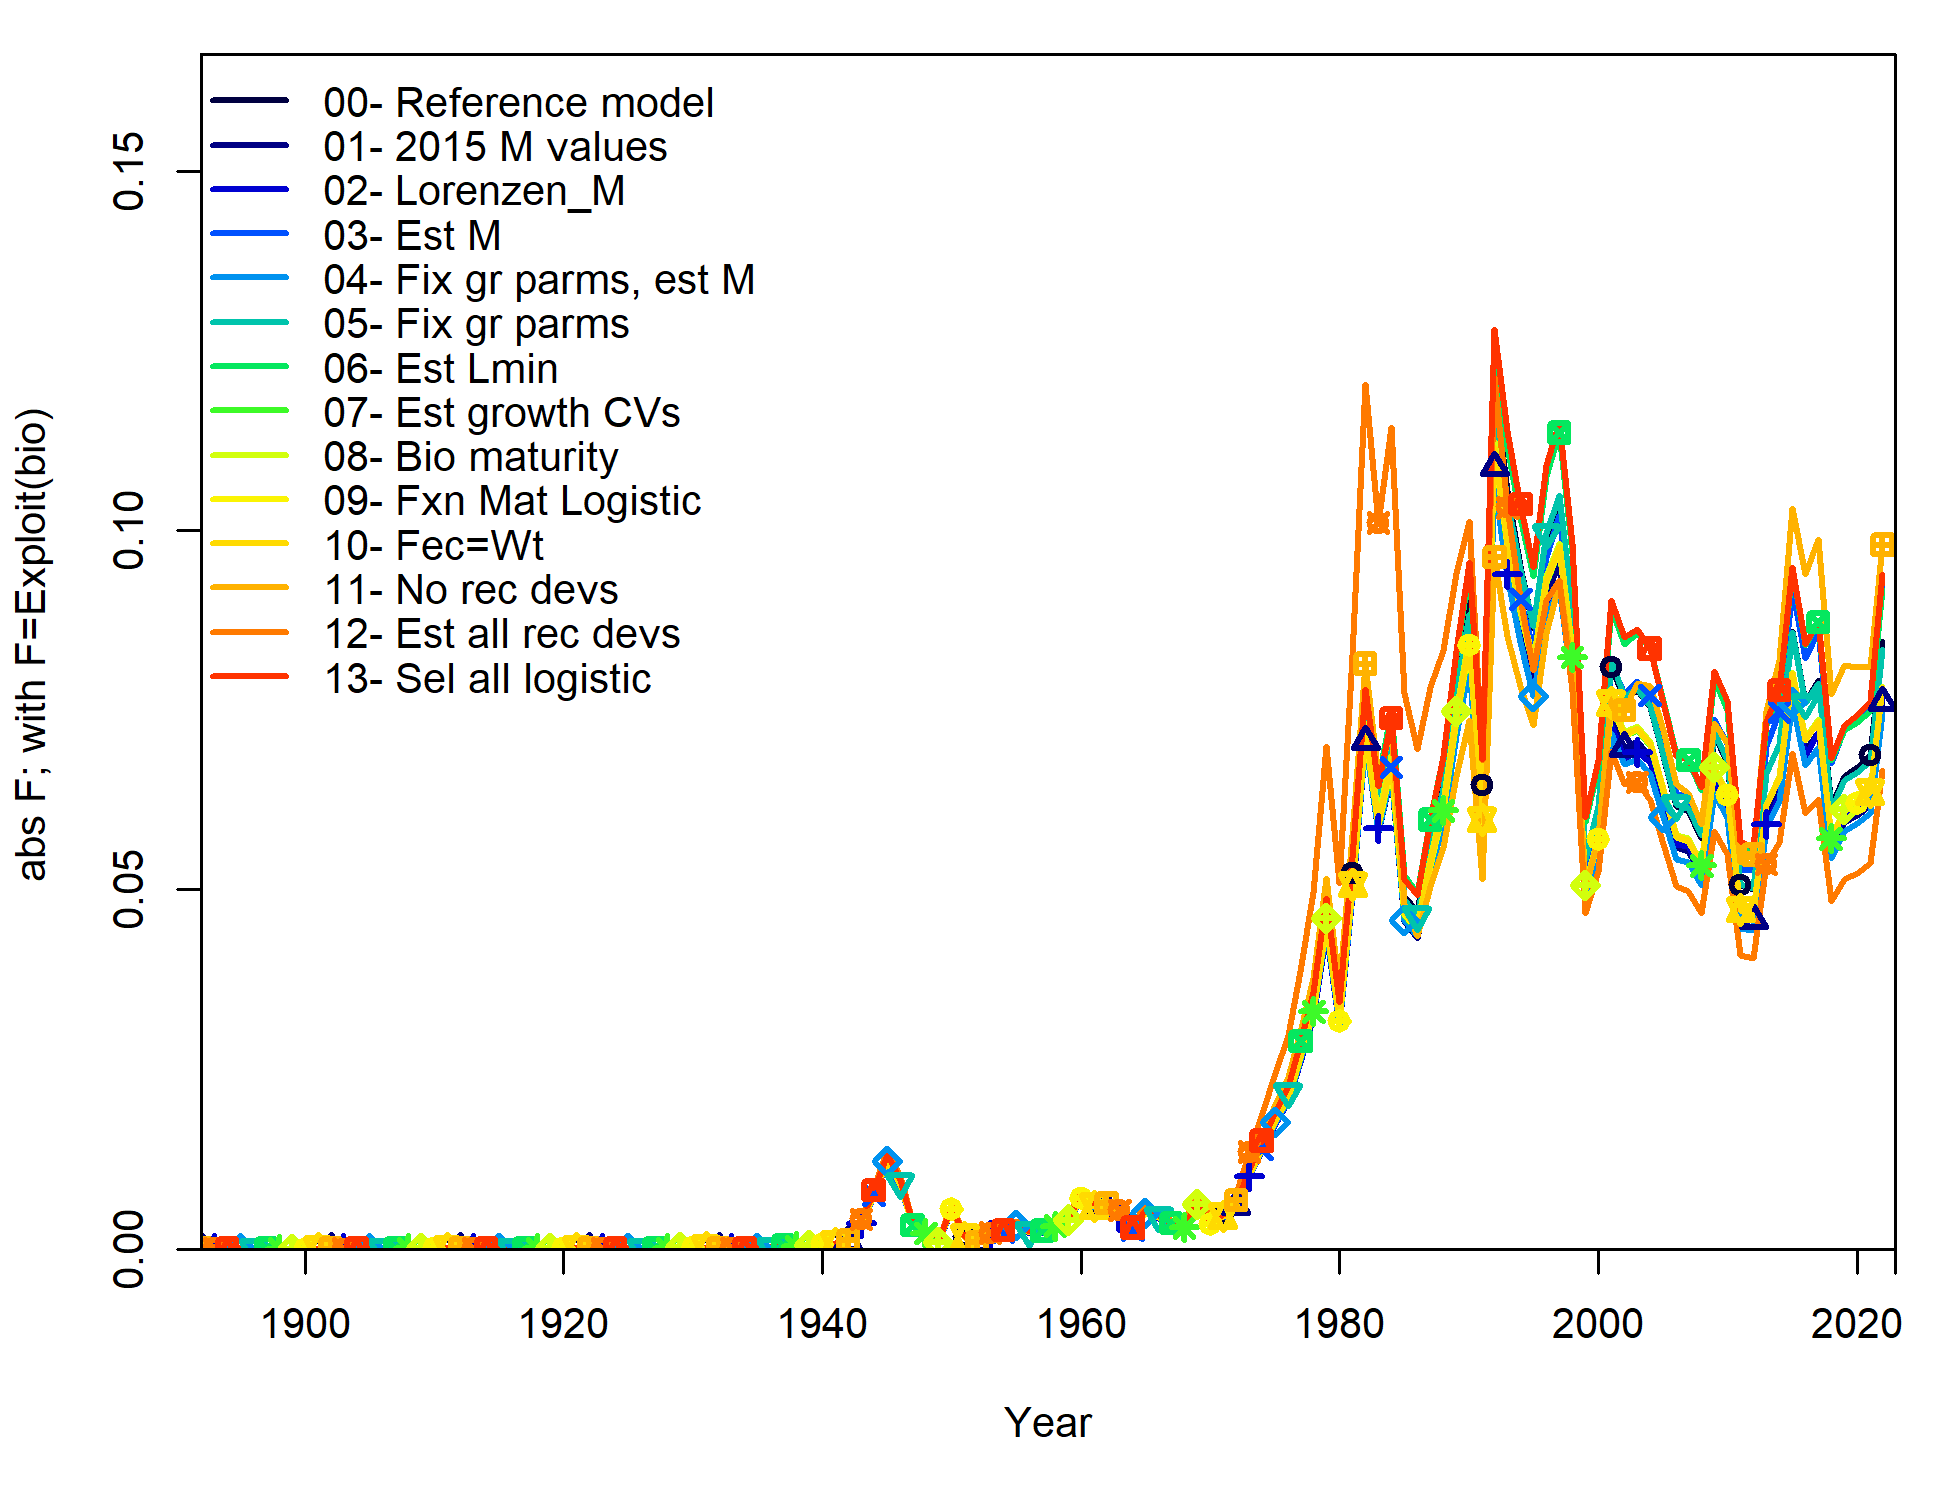 00- Reference model
01- 2015 M values
02- Lorenzen_M
03- Est M
04- Fix gr parms, est M
05- Fix gr parms
06- Est Lmin
07- Est growth CVs
08- Bio maturity
09- Fxn Mat Logistic
10- Fec=Wt
11- No rec devs
12- Est all rec devs
13- Sel all logistic
abs F; with F=Exploit(bio)
0.15
0.10
0.05
0.00
1900 1920 1940 1960 1980 2000 2020
Year